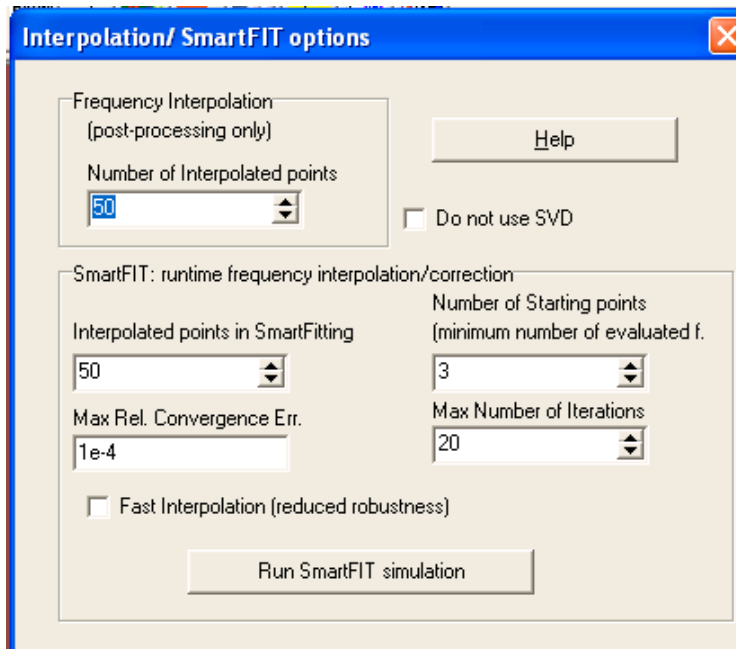 Interpolation/ SmartFIT options
Frequency Interpolation
(post-processing only)
Help
Number of Interpolated points
50
Do not use SVD
SmartFIT: runtime frequency interpolation/correction
Number of Starting points
Interpolated points in SmartFitting
(minimum number of evaluated f.
50
3
Max Rel. Convergence Err.
Max Number of Iterations
1e-4
20
Fast Interpolation (reduced robustness)
Run SmartFIT simulation